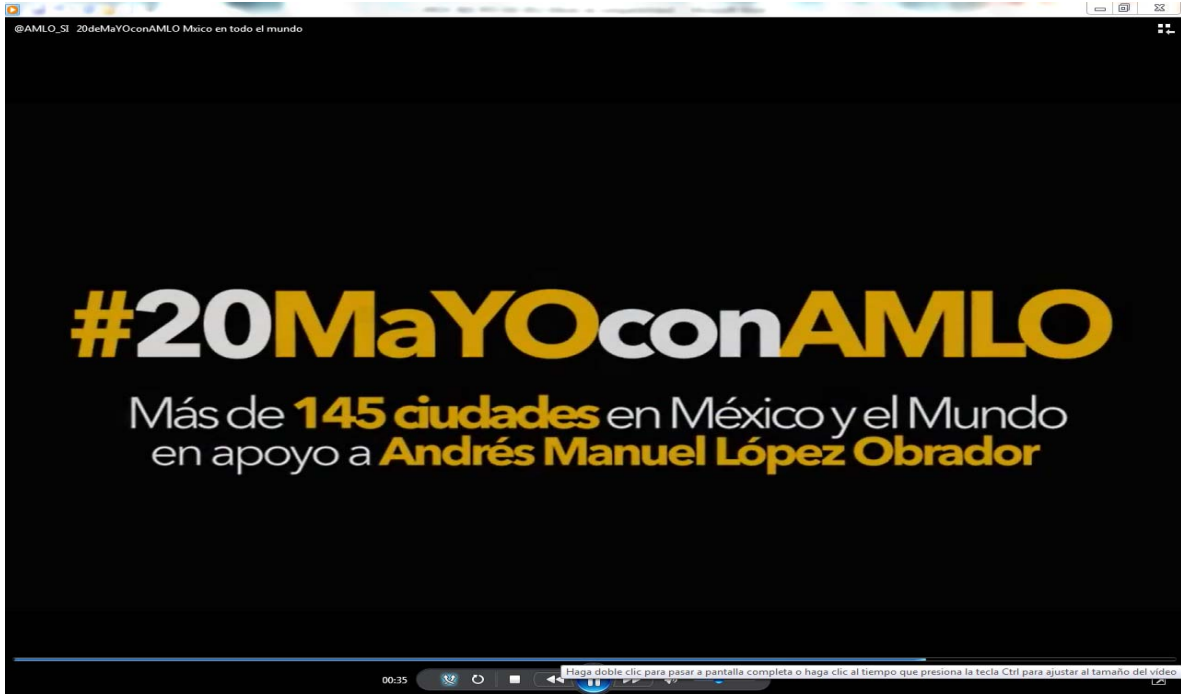 @AMLO_SI 20deMaYOconAMLO Mxico en todo el mundo
#20MaYOconAMLO
Más de 145 ciudades en México y el Mundo
en apoyo a Andrés Manuel López Obrador
Haga doble clic para pasar a pantalla completa o haga clic al tiempo que presiona la tecla Ctrl para ajustar al tamaño del vídeo
00:35